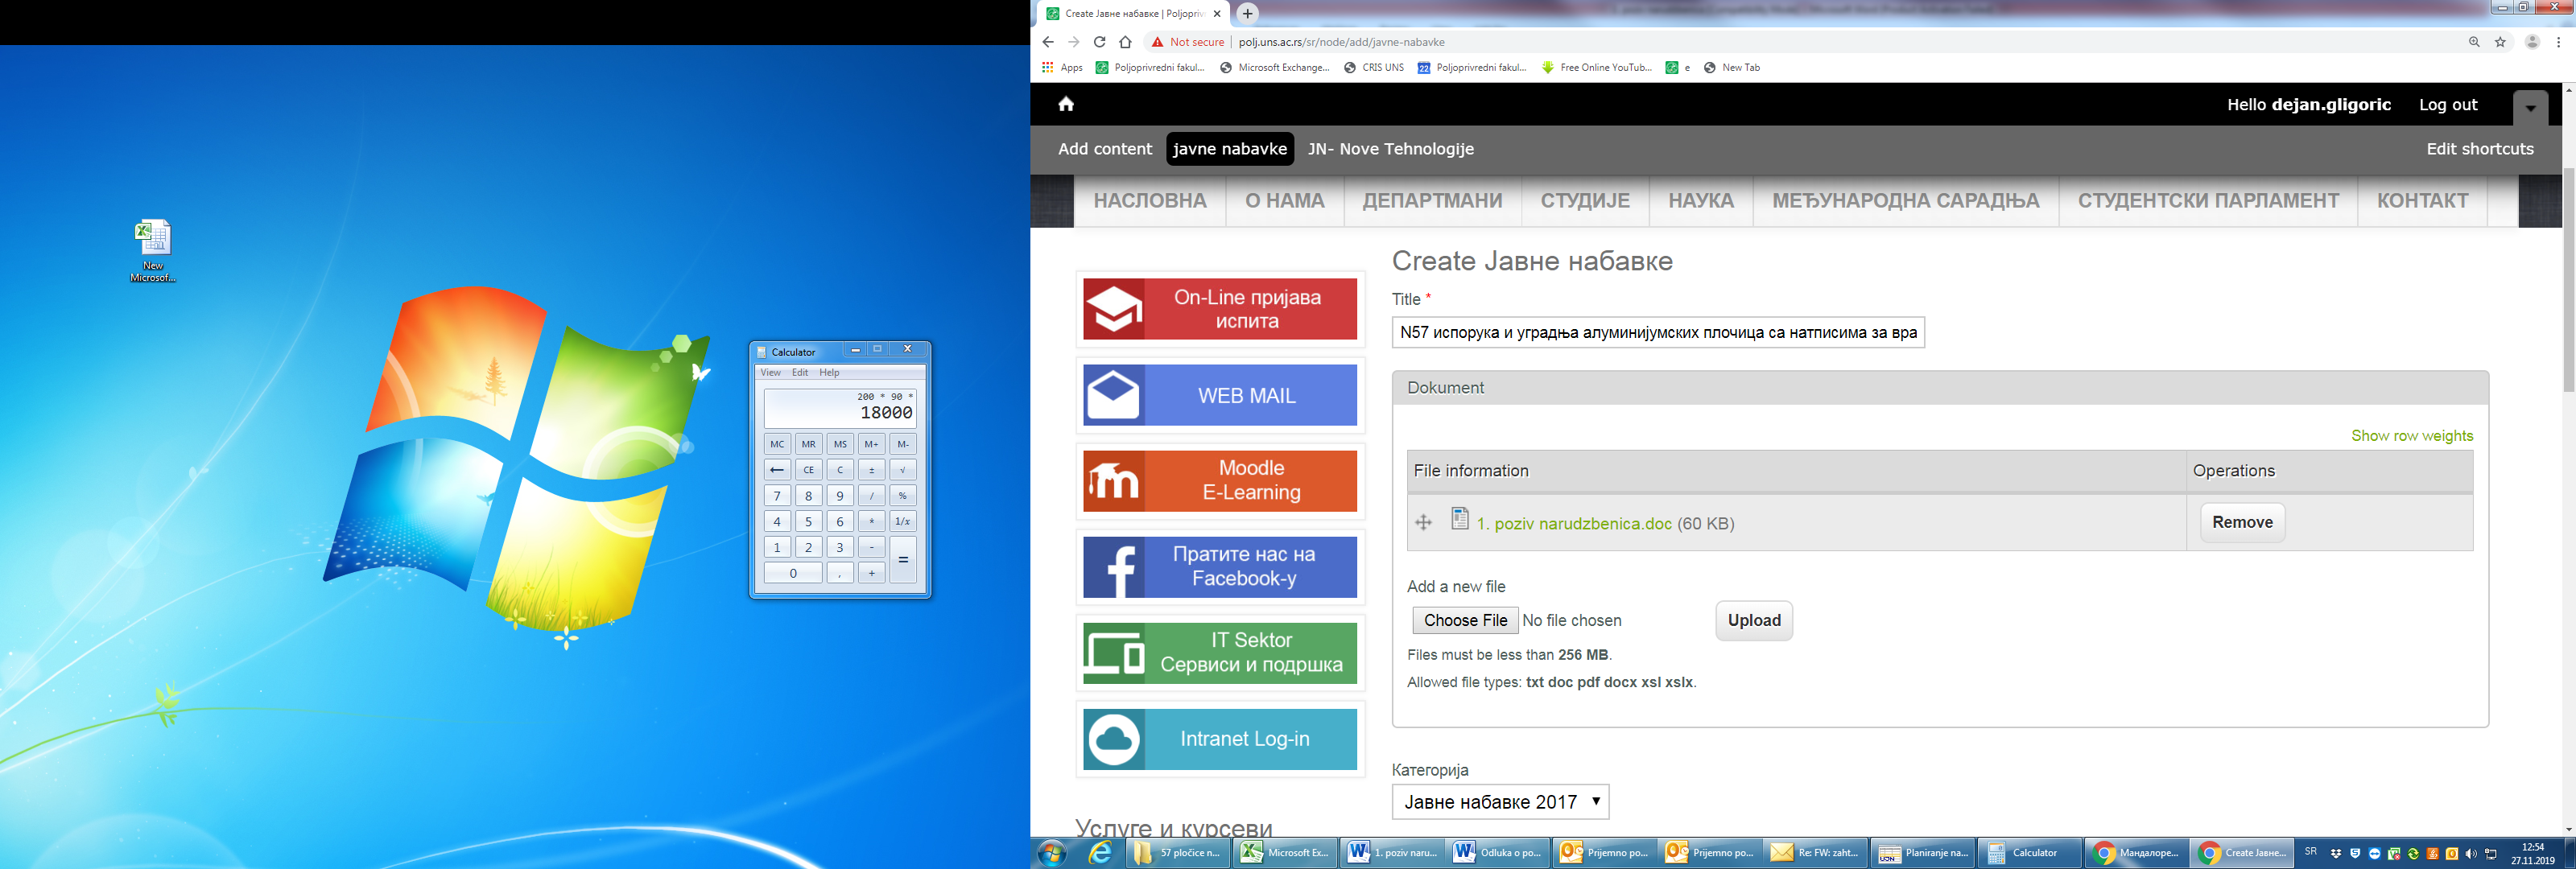 New
Microsof...
Calculator
View Edit Help
200 * 90 *
18000
MC MR MS M+ M-
← CE C ± √
7 8 9 / %
4 5 6 * 1/x
1 2 3 - =
0 , +
Create Јавне набавке | Poljopriv
Not secure | polj.uns.ac.rs/sr/node/add/javne-nabavke
Apps Poljoprivredni fakul... Microsoft Exchange... CRIS UNS 22 Poljoprivredni fakul... Free Online YouTub... e New Tab
Hello dejan.gligoric Log out
Add content javne nabavke JN- Nove Tehnologije Edit shortcuts
НАСЛОВНА О НАМА ДЕПАРТМАНИ СТУДИЈЕ НАУКА МЕЂУНАРОДНА САРАДЊА СТУДЕНТСКИ ПАРЛАМЕНТ КОНТАКТ
On-Line пријава
испита
WEB MAIL
Moodle
E-Learning
Пратите нас на
Facebook-у
IT Sektor
Сервиси и подршка
Intranet Log-in
Услуге и курсеви
Create Јавне набавке
Title *
N57 испорука и уградња алуминијумских плочица са натписима за вра
Dokument
Show row weights
File information Operations
1. poziv narudzbenica.doc (60 KB) Remove
Add a new file
Choose File No file chosen Upload
Files must be less than 256 MB.
Allowed file types: txt doc pdf docx xsl xslx.
Категорија
Јавне набавке 2017
57 pločice n... Microsoft Ex... 1. poziv naru... Odluka o po... Prijemno po... Prijemno po... Re: FW: zaht... Planiranje na... Calculator Мандалоре... Create Јавне... SR 12:54
27.11.2019